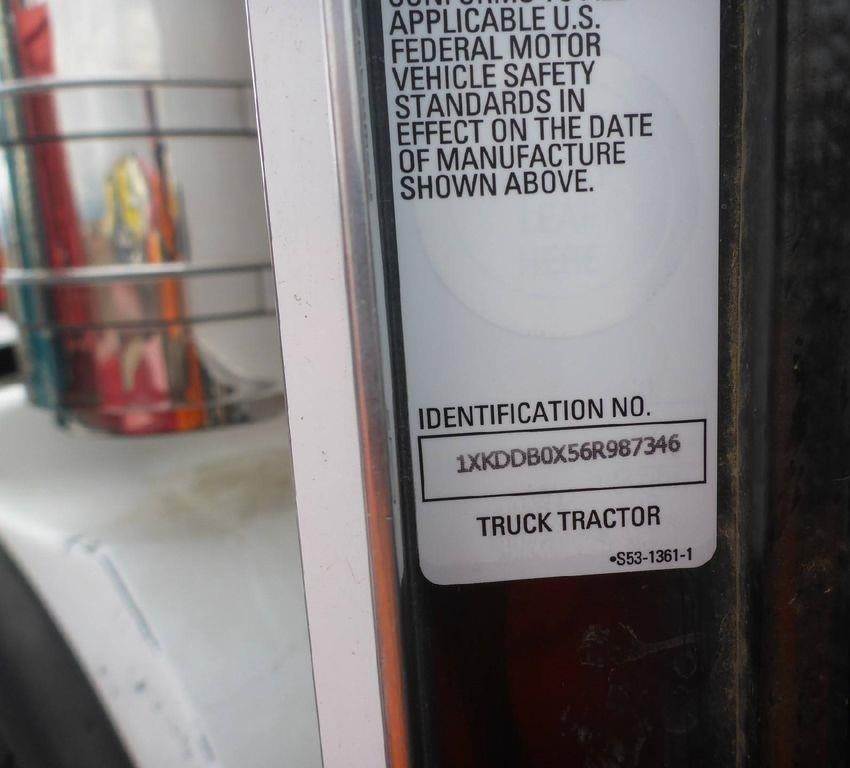 APPLICABLE U.S.
FEDERAL MOTOR
VEHICLE SAFETY
STANDARDS IN
EFFECT ON THE DATE
OF MANUFACTURE
SHOWN ABOVE.
IDENTIFICATION NO.
1XKDDB0X56R987346
TRUCK TRACTOR
•S53-1361-1